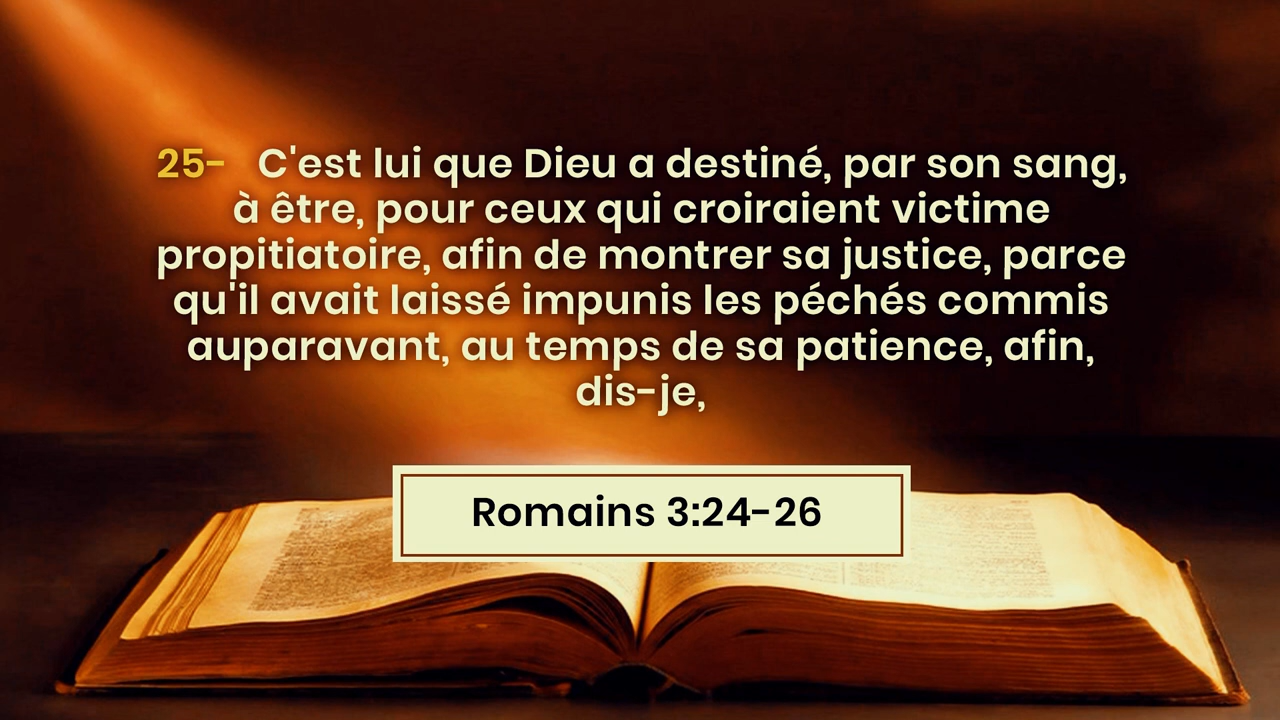 25- C'est lui que Dieu a destiné, par son sang,
à être, pour ceux qui croiraient victime
propitiatoire, afin de montrer sa justice, parce
qu'il avait laissé impunis les péchés commis
auparavant, au temps de sa patience, afin,
dis-je,
Romains 3:24-26